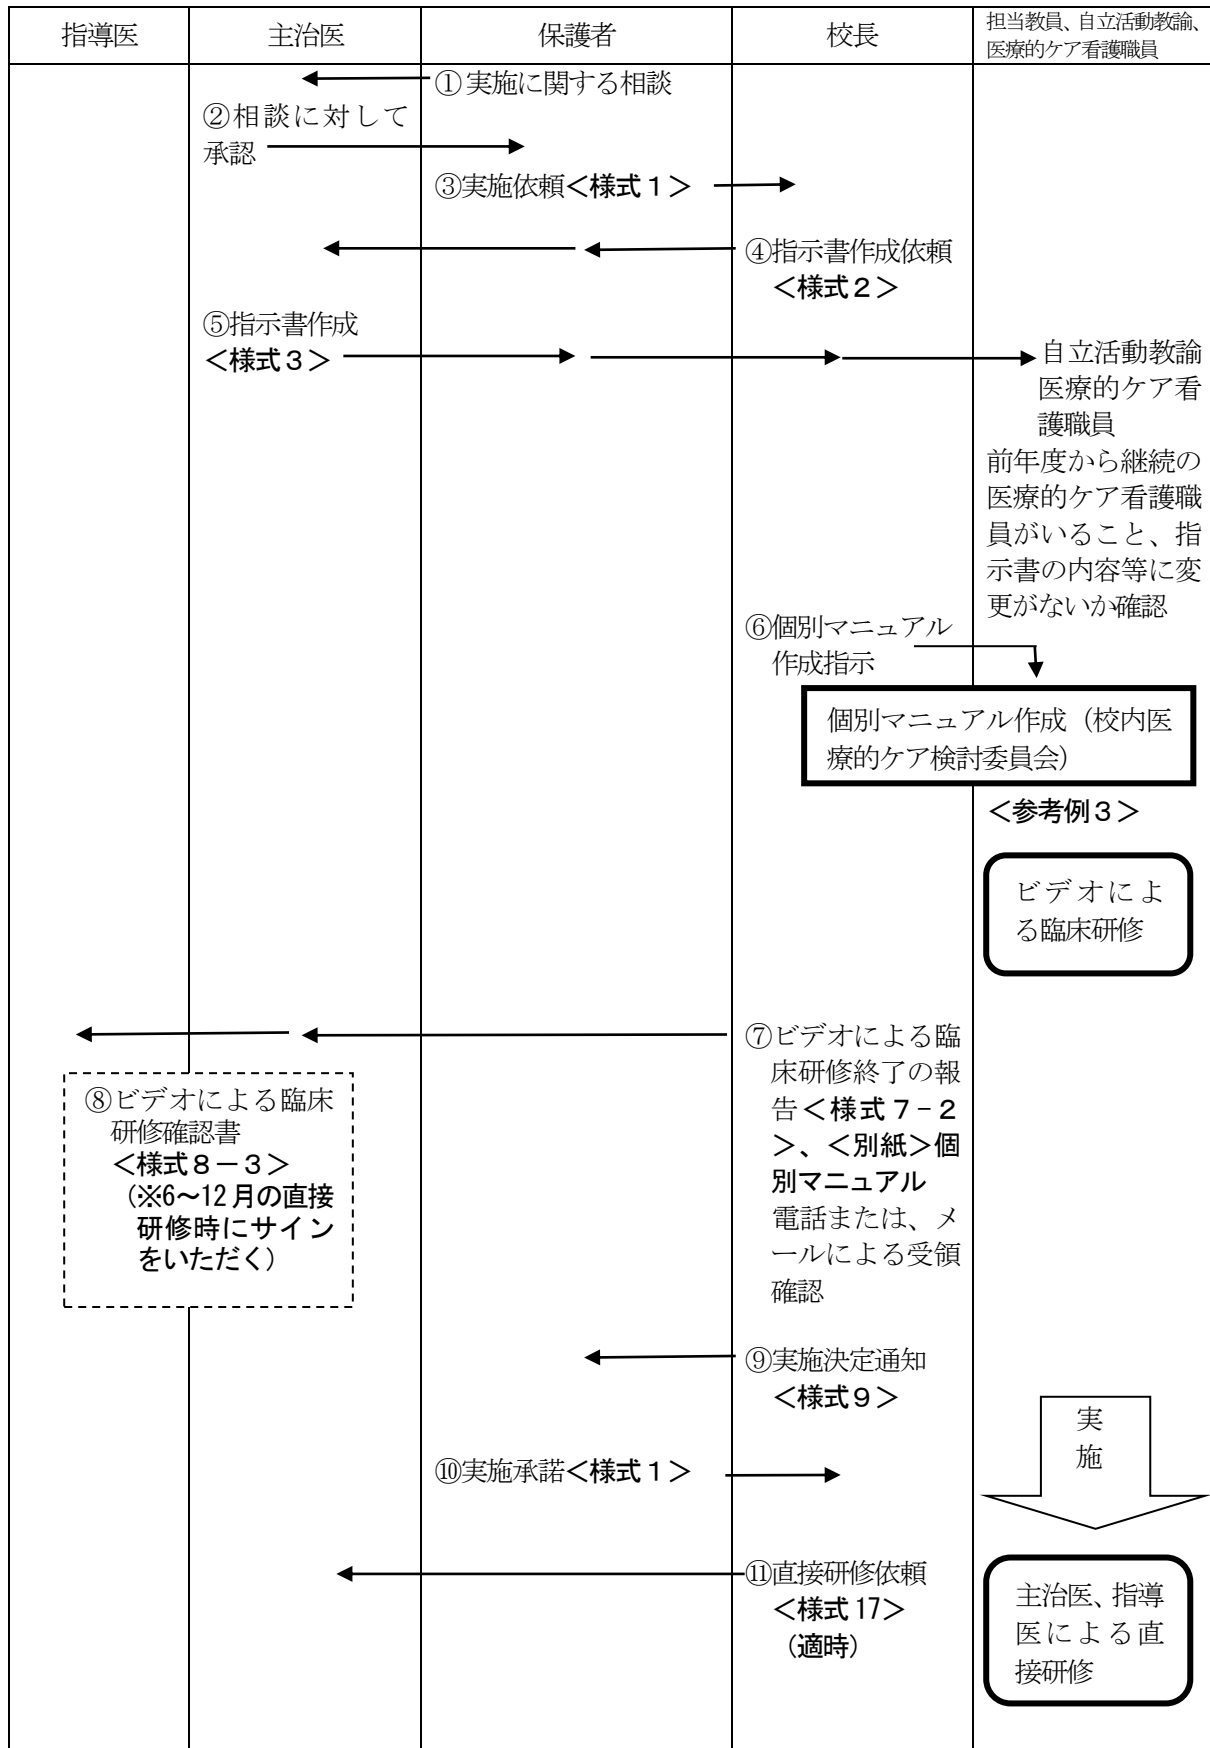 指導医
主治医
保護者
校長
担当教員、自立活動教諭、
医療的ケア看護職員
①実施に関する相談
②相談に対して
承認
③実施依頼＜様式１＞
④指示書作成依頼
＜様式２＞
⑤指示書作成
＜様式３＞
自立活動教諭
医療的ケア看
護職員
前年度から継続の
医療的ケア看護職
員がいること、指
示書の内容等に変
更がないか確認
⑥個別マニュアル
作成指示
個別マニュアル作成（校内医
療的ケア検討委員会）
＜参考例３＞
ビデオによ
る臨床研修
⑦ビデオによる臨
床研修終了の報
告＜様式７－２
＞、＜別紙＞個
別マニュアル
電話または、メ
ールによる受領
確認
⑧ビデオによる臨床
研修確認書
＜様式８－３＞
（※6～12月の直接
研修時にサイン
をいただく）
⑨実施決定通知
＜様式９＞
実
施
⑩実施承諾＜様式１＞
⑪直接研修依頼
＜様式17＞
（適時）
主治医、指導
医による直
接研修